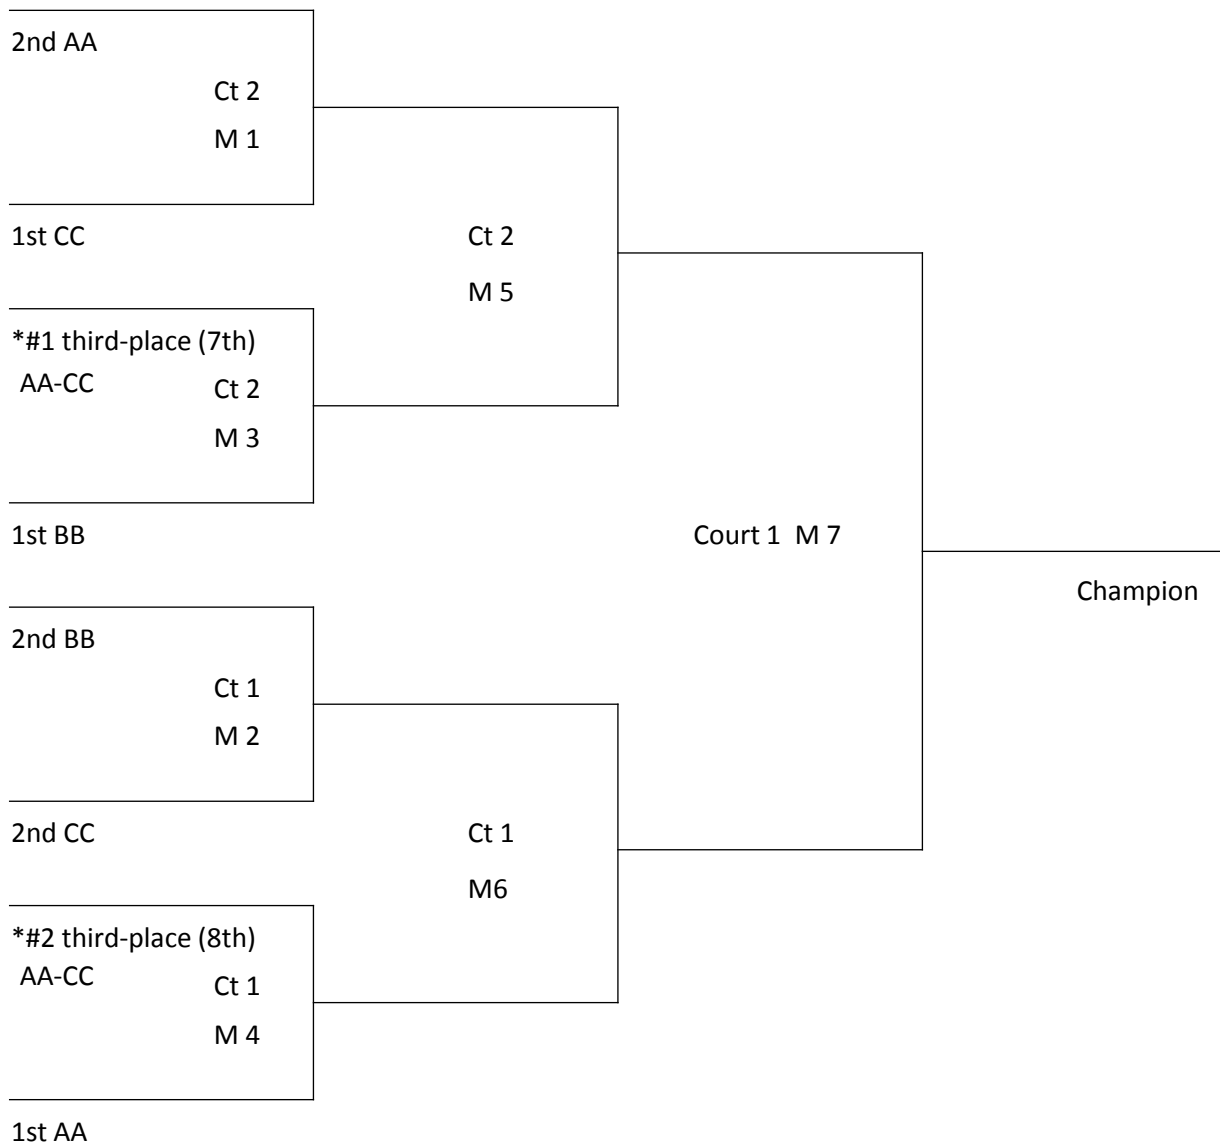 2nd AA
Ct 2
M 1
1st CC
Ct 2
M 5
*#1 third-place (7th)
AA-CC
Ct 2
M 3
1st BB
Court 1 M 7
Champion
2nd BB
Ct 1
M 2
2nd CC
Ct 1
M6
*#2 third-place (8th)
AA-CC
Ct 1
M 4
1st AA